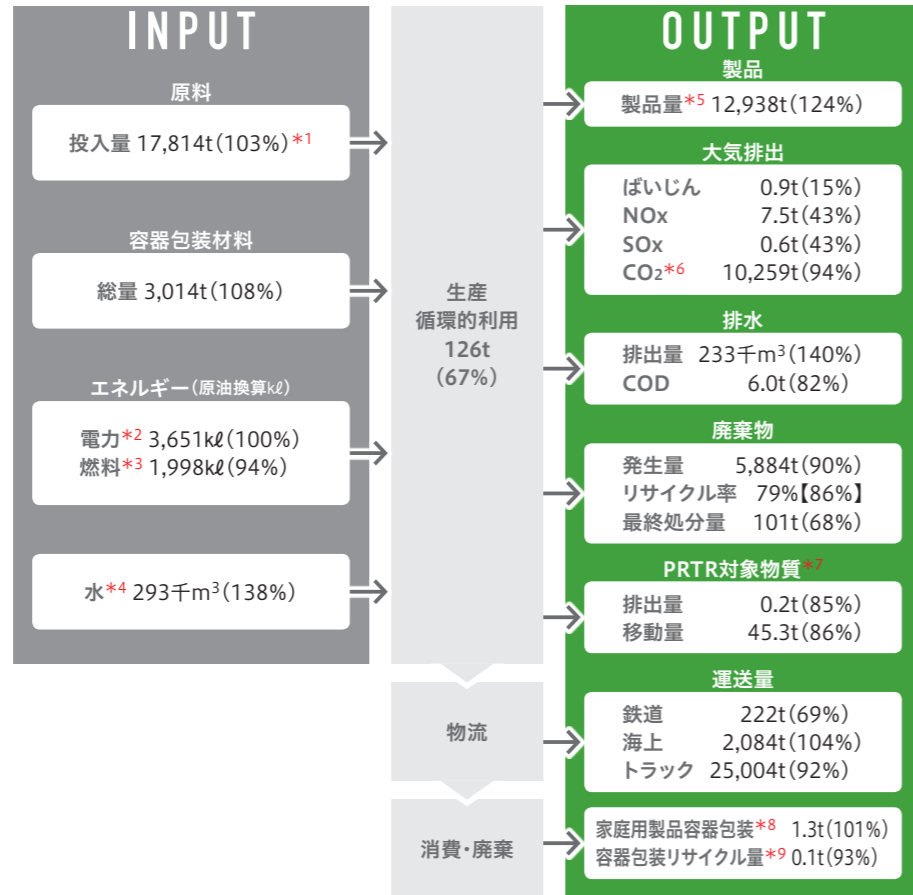 INPUT
原料
投入量 17,814t(103%)*1
容器包装材料
総量 3,014t(108%)
エネルギー(原油換算kℓ)
電力*2 3,651kℓ(100%)
燃料*3 1,998kℓ(94%)
水*4 293千m³(138%)
生産
循環的利用
126t
(67%)
物流
消費・廃棄
OUTPUT
製品
製品量*5 12,938t(124%)
大気排出
ばいじん 0.9t(15%)
NOx 7.5t(43%)
SOx 0.6t(43%)
CO₂*6 10,259t(94%)
排水
排出量 233千m³(140%)
COD 6.0t(82%)
廃棄物
発生量 5,884t(90%)
リサイクル率 79%【86%】
最終処分量 101t(68%)
PRTR対象物質*7
排出量 0.2t(85%)
移動量 45.3t(86%)
運送量
鉄道 222t(69%)
海上 2,084t(104%)
トラック 25,004t(92%)
家庭用製品容器包装*8 1.3t(101%)
容器包装リサイクル量*9 0.1t(93%)